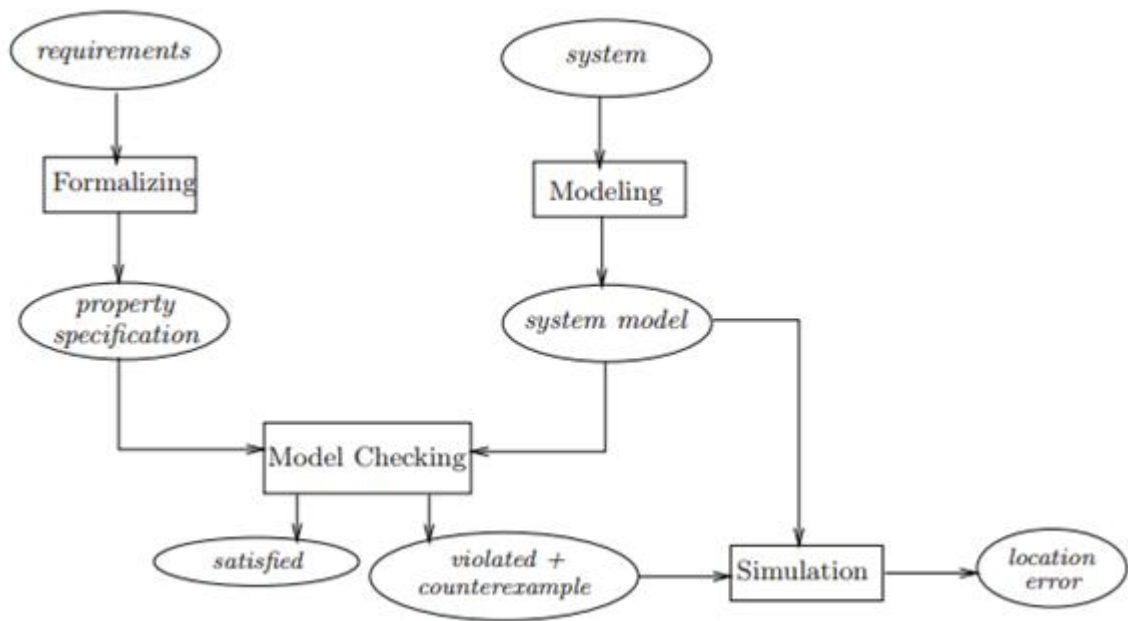 requirements
system
Formalizing
Modeling
property
specification
system model
Model Checking
satisfied
violated +
counterexample
Simulation
location
error